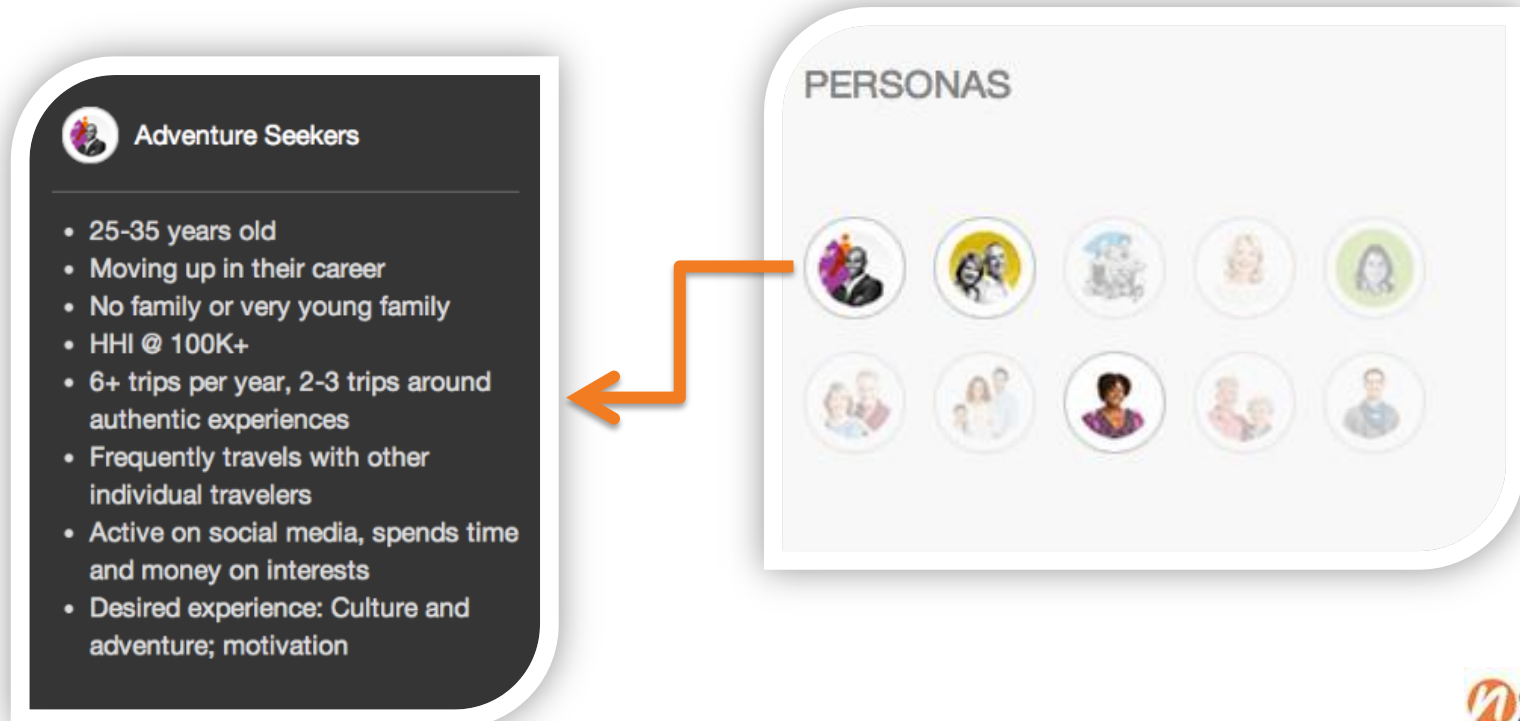 PERSONAS
Adventure Seekers
• 25-35 years old
• Moving up in their career
• No family or very young family
• HHI @ 100K+
• 6+ trips per year, 2-3 trips around
authentic experiences
• Frequently travels with other
individual travelers
• Active on social media, spends time
and money on interests
• Desired experience: Culture and
adventure; motivation
n